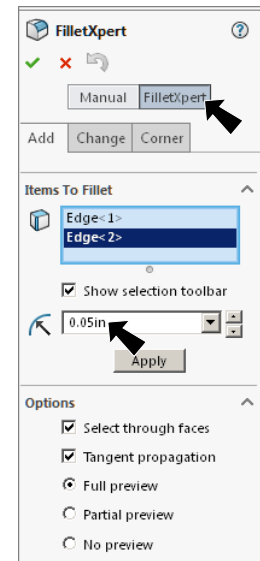 FilletXpert
Manual FilletXpert
Add Change Corner
Items To Fillet
Edge<1>
Edge<2>
Show selection toolbar
0.05in
Apply
Options
Select through faces
Tangent propagation
Full preview
Partial preview
No preview